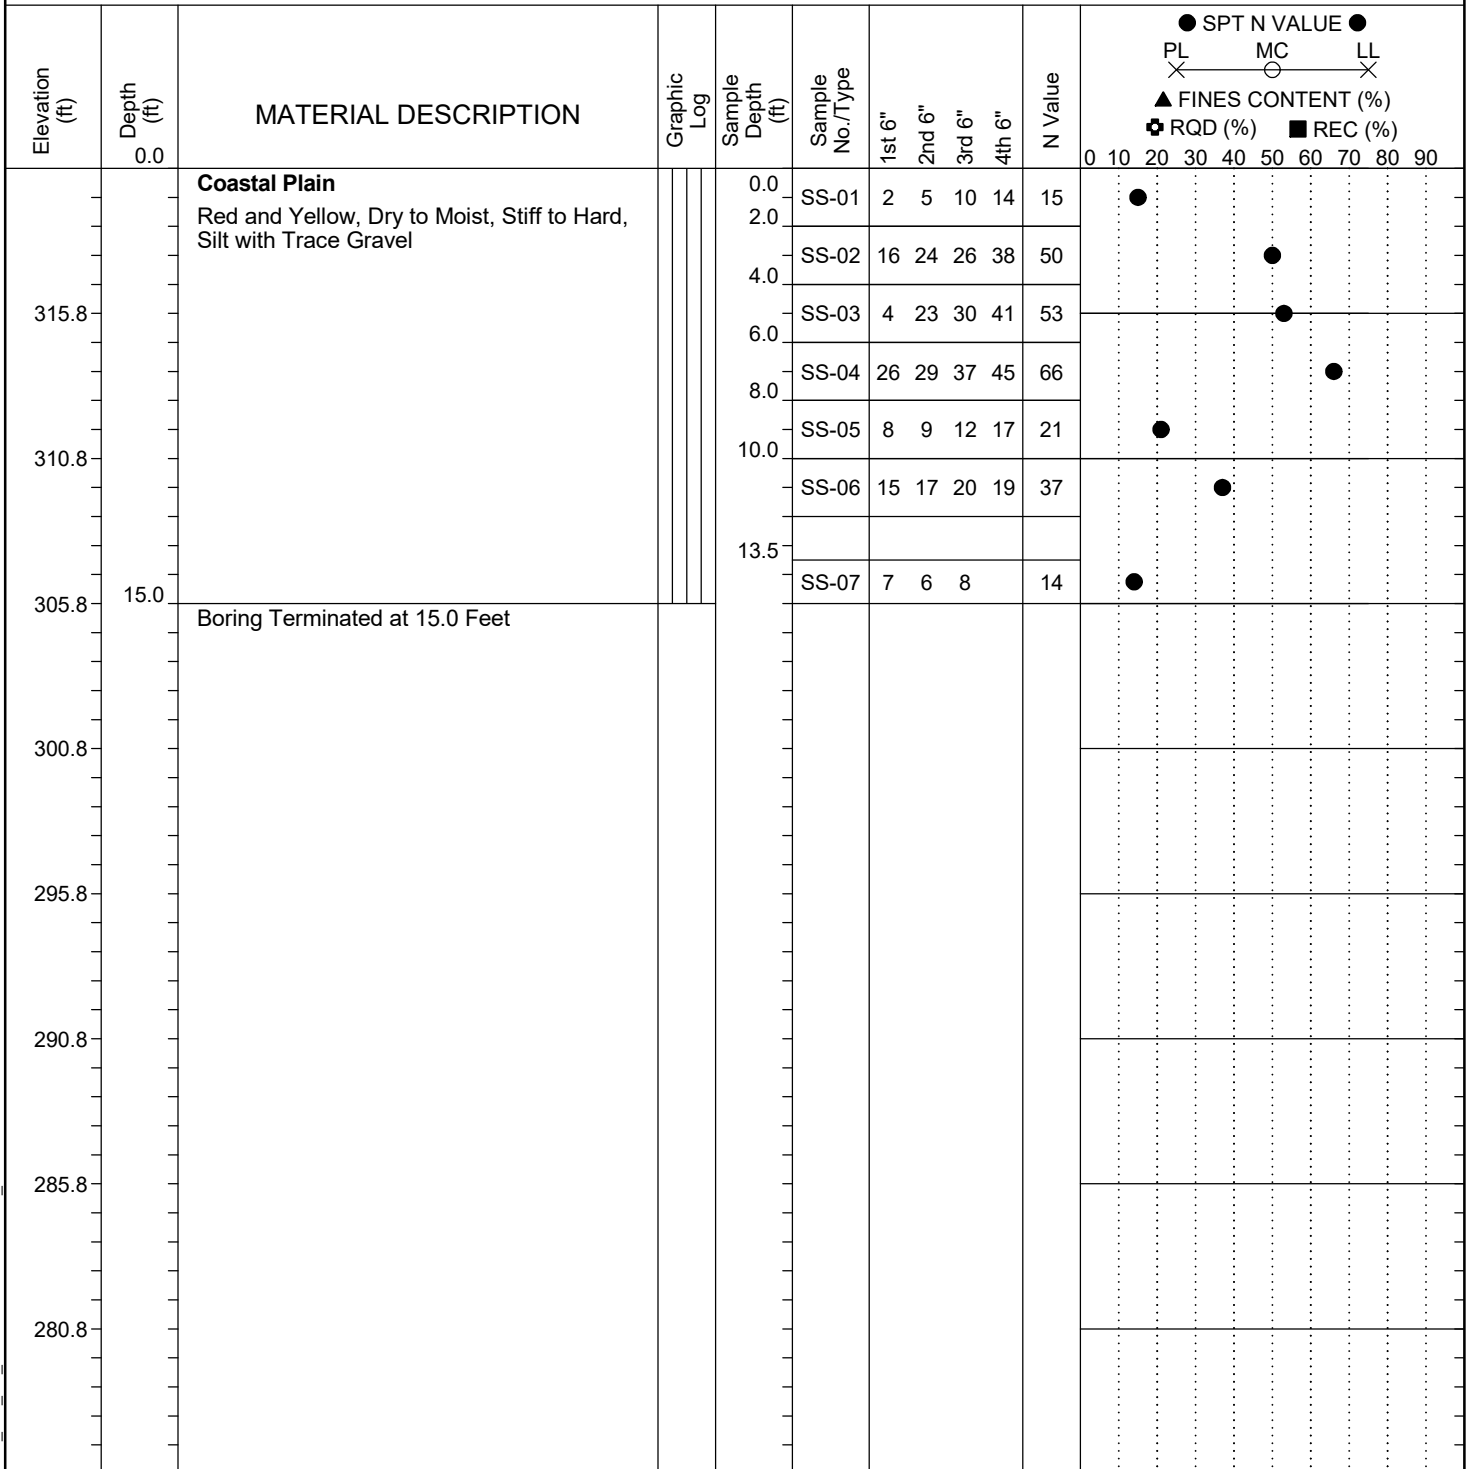 Elevation (ft)
Depth (ft)
0.0
MATERIAL DESCRIPTION
Graphic Log
Sample Depth (ft)
Sample No./Type
1st 6"
2nd 6"
3rd 6"
4th 6"
N Value
SPT N VALUE
PL MC LL
FINES CONTENT (%)
RQD (%) REC (%)
0 10 20 30 40 50 60 70 80 90
Coastal Plain
Red and Yellow, Dry to Moist, Stiff to Hard,
Silt with Trace Gravel
0.0
SS-01 2 5 10 14 15
2.0
SS-02 16 24 26 38 50
4.0
315.8 SS-03 4 23 30 41 53
6.0
SS-04 26 29 37 45 66
8.0
SS-05 8 9 12 17 21
10.0
310.8
SS-06 15 17 20 19 37
13.5
SS-07 7 6 8 14
15.0
305.8
Boring Terminated at 15.0 Feet
300.8
295.8
290.8
285.8
280.8